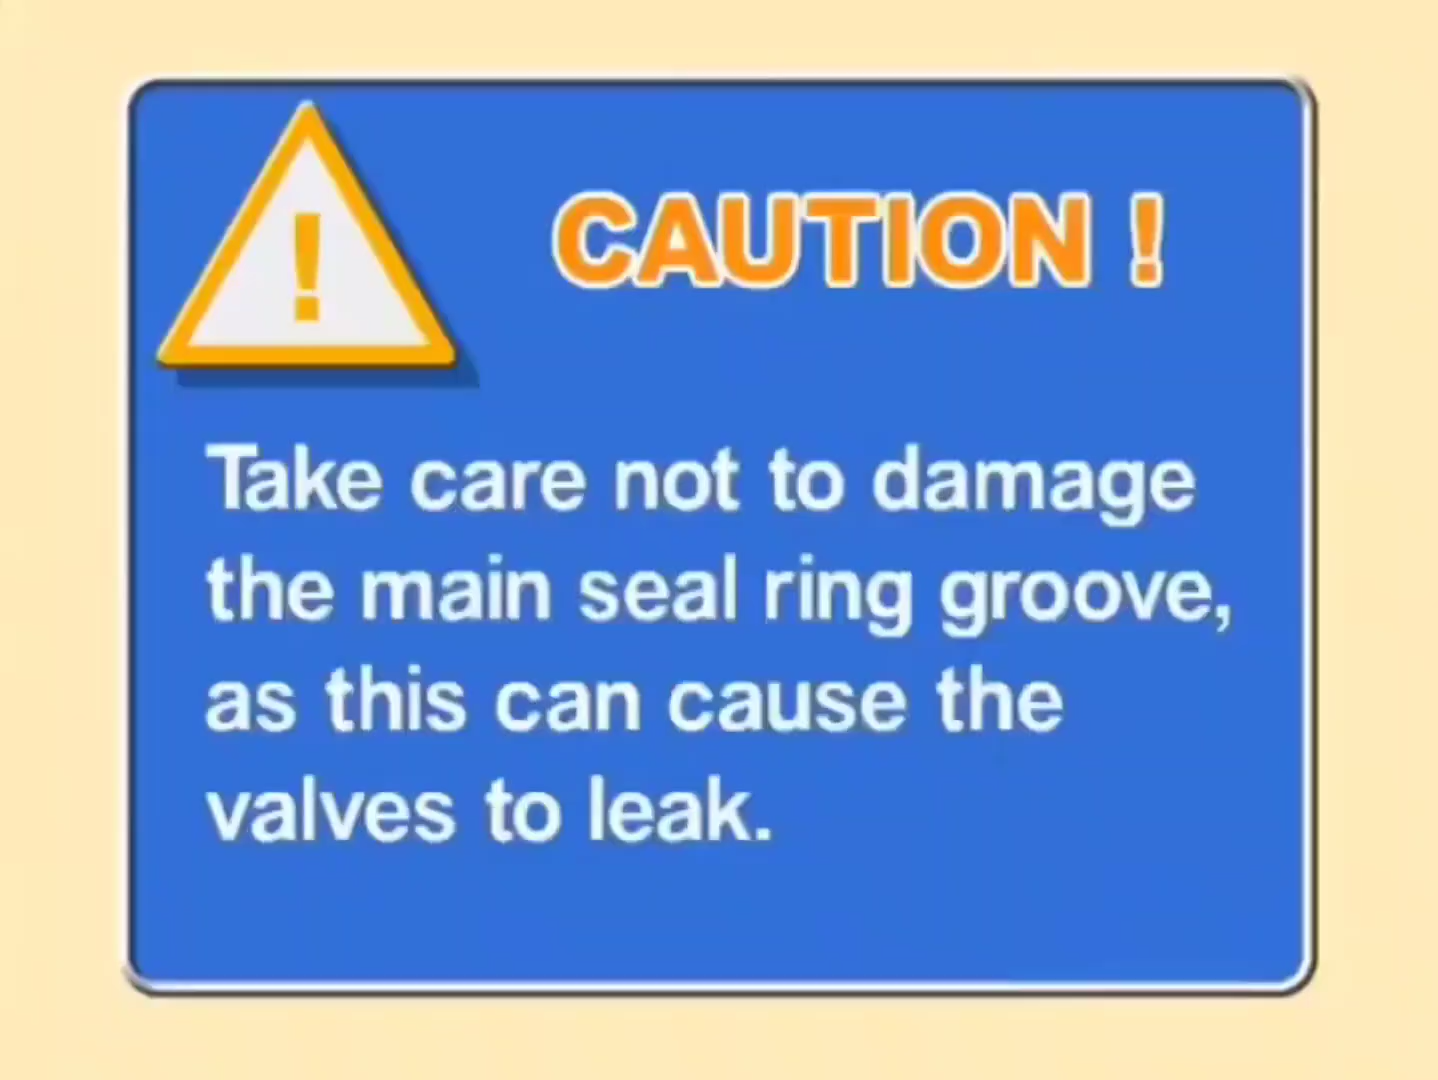 !
CAUTION !
Take care not to damage
the main seal ring groove,
as this can cause the
valves to leak.